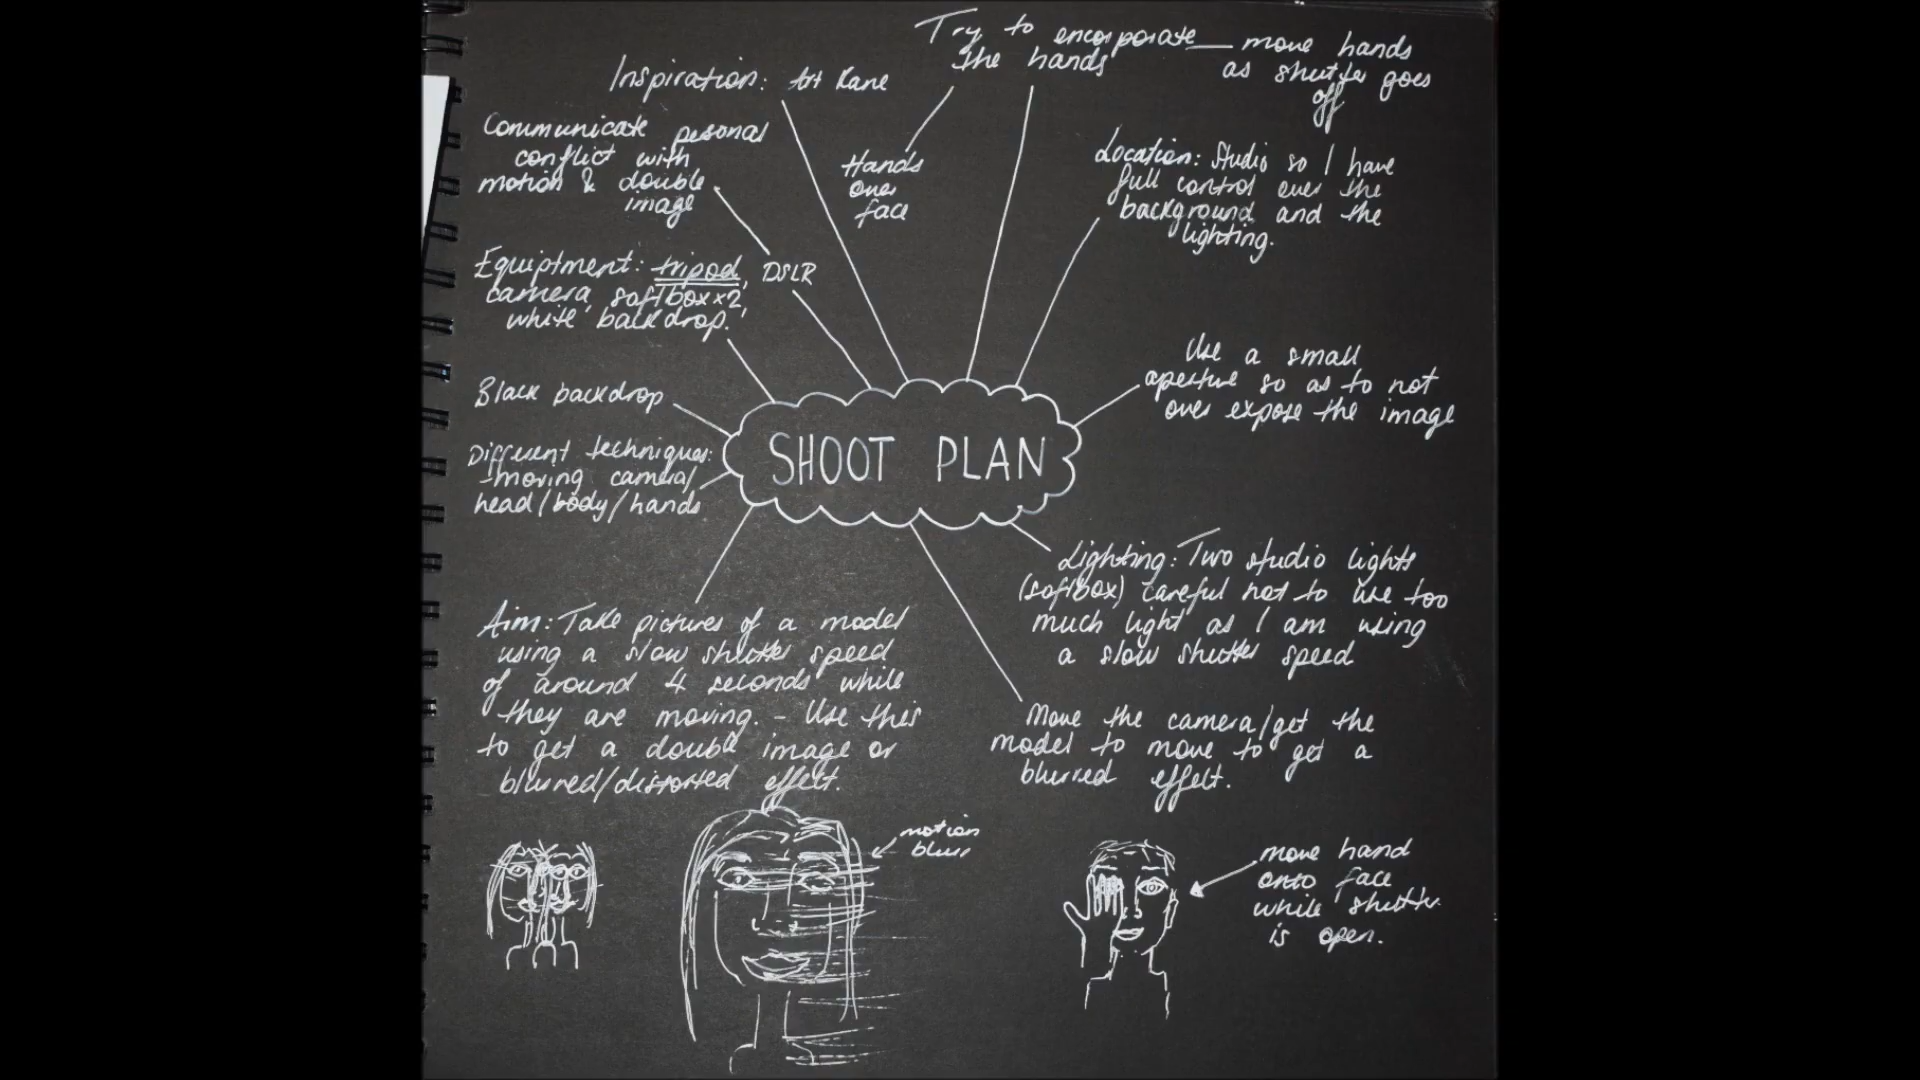 Try to encorporate — move hands
the hands
as shutter goes
off
Inspiration: Art Kane
Communicate personal
conflict with
motion & double
image
Hands
over
face
Location: Studio so I have
full control over the
background and the
lighting.
Equiptment: tripod, DSLR
camera, softbox x2,
white backdrop.
Use a small
aperture so as to not
over expose the image
Black backdrop
SHOOT PLAN
Different techniques:
-moving camera/
head/body/hands
Lighting: Two studio lights
(softbox) careful not to use too
much light as I am using
a slow shutter speed
Aim: Take pictures of a model
using a slow shutter speed
of around 4 seconds while
they are moving. - Use this
to get a double image or
blurred/distorted effect.
Move the camera/get the
model to move to get a
blurred effect.
motion
blur
move hand
onto face
while shutter
is open.